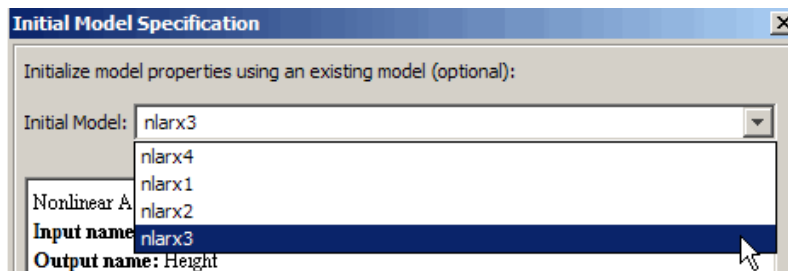 Initial Model Specification
Initialize model properties using an existing model (optional):
Initial Model: nlarx3
nlarx4
nlarx1
nlarx2
nlarx3
Nonlinear A
Input name
Output name: Height